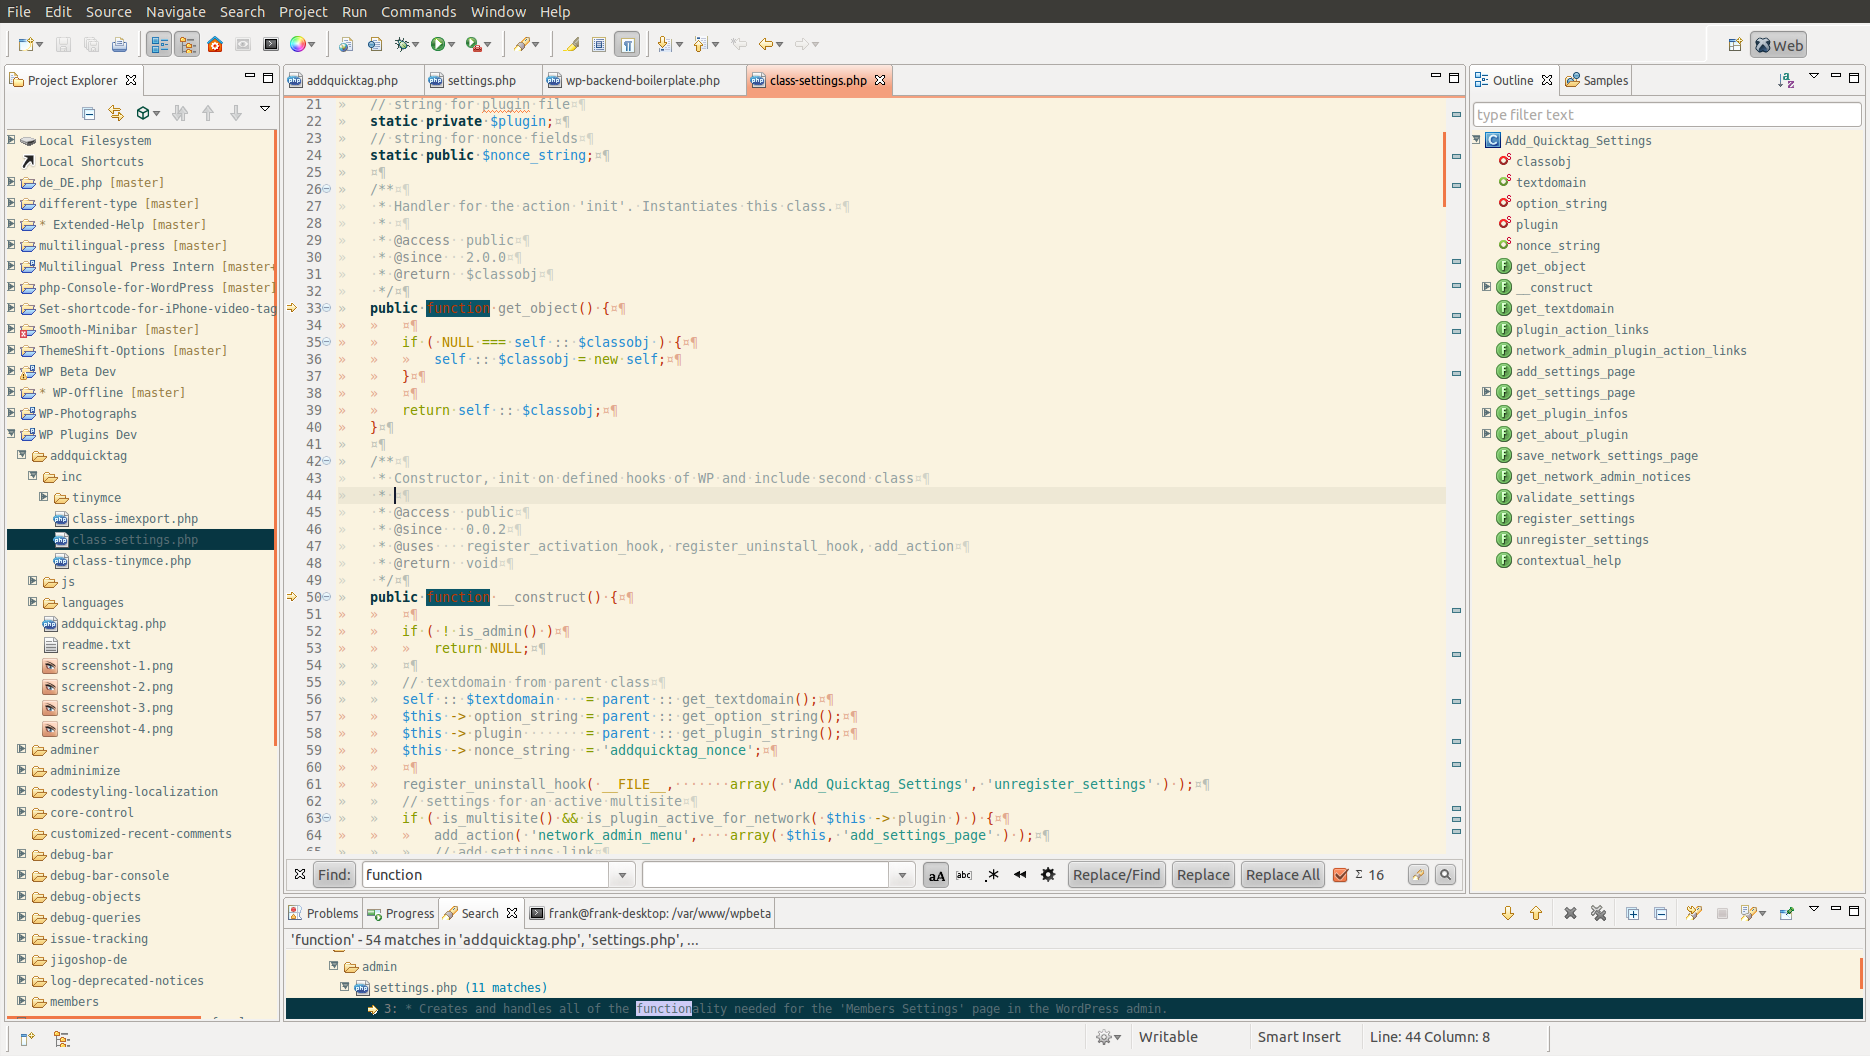 File Edit Source Navigate Search Project Run Commands Window Help
Web
Project Explorer
Local Filesystem
Local Shortcuts
de_DE.php [master]
different-type [master]
* Extended-Help [master]
multilingual-press [master]
Multilingual Press Intern [master+
php-Console-for-WordPress [master]
Set-shortcode-for-iPhone-video-tag
Smooth-Minibar [master]
ThemeShift-Options [master]
WP Beta Dev
* WP-Offline [master]
WP-Photographs
WP Plugins Dev
addquicktag
inc
tinymce
class-imexport.php
class-settings.php
class-tinymce.php
js
languages
addquicktag.php
readme.txt
screenshot-1.png
screenshot-2.png
screenshot-3.png
screenshot-4.png
adminer
adminimize
codestyling-localization
core-control
customized-recent-comments
debug-bar
debug-bar-console
debug-objects
debug-queries
issue-tracking
jigoshop-de
log-deprecated-notices
members
addquicktag.php settings.php wp-backend-boilerplate.php class-settings.php
21 // string for plugin file
22 static private $plugin;
23 // string for nonce fields
24 static public $nonce_string;
25
26 /**
27 * Handler for the action 'init'. Instantiates this class.
28 *
29 * @access public
30 * @since 2.0.0
31 * @return $classobj
32 */
33 public function get_object() {
34
35 if ( NULL === self :: $classobj ) {
36 self :: $classobj = new self;
37 }
38
39 return self :: $classobj;
40 }
41
42 /**
43 * Constructor, init on defined hooks of WP and include second class
44 *
45 * @access public
46 * @since 0.0.2
47 * @uses register_activation_hook, register_uninstall_hook, add_action
48 * @return void
49 */
50 public function __construct() {
51
52 if ( ! is_admin() )
53 return NULL;
54
55 // textdomain from parent class
56 self :: $textdomain = parent :: get_textdomain();
57 $this -> option_string = parent :: get_option_string();
58 $this -> plugin = parent :: get_plugin_string();
59 $this -> nonce_string = 'addquicktag_nonce';
60
61 register_uninstall_hook( __FILE__, array( 'Add_Quicktag_Settings', 'unregister_settings' ) );
62 // settings for an active multisite
63 if ( is_multisite() && is_plugin_active_for_network( $this -> plugin ) ) {
64 add_action( 'network_admin_menu', array( $this, 'add_settings_page' ) );
65 // add settings link
Find: function aA [abc] .* Replace/Find Replace Replace All Σ 16
Problems Progress Search frank@frank-desktop: /var/www/wpbeta
'function' - 54 matches in 'addquicktag.php', 'settings.php', ...
admin
settings.php (11 matches)
3: * Creates and handles all of the functionality needed for the 'Members Settings' page in the WordPress admin.
Outline Samples
type filter text
Add_Quicktag_Settings
classobj
textdomain
option_string
plugin
nonce_string
get_object
__construct
get_textdomain
plugin_action_links
network_admin_plugin_action_links
add_settings_page
get_settings_page
get_plugin_infos
get_about_plugin
save_network_settings_page
get_network_admin_notices
validate_settings
register_settings
unregister_settings
contextual_help
Writable Smart Insert Line: 44 Column: 8